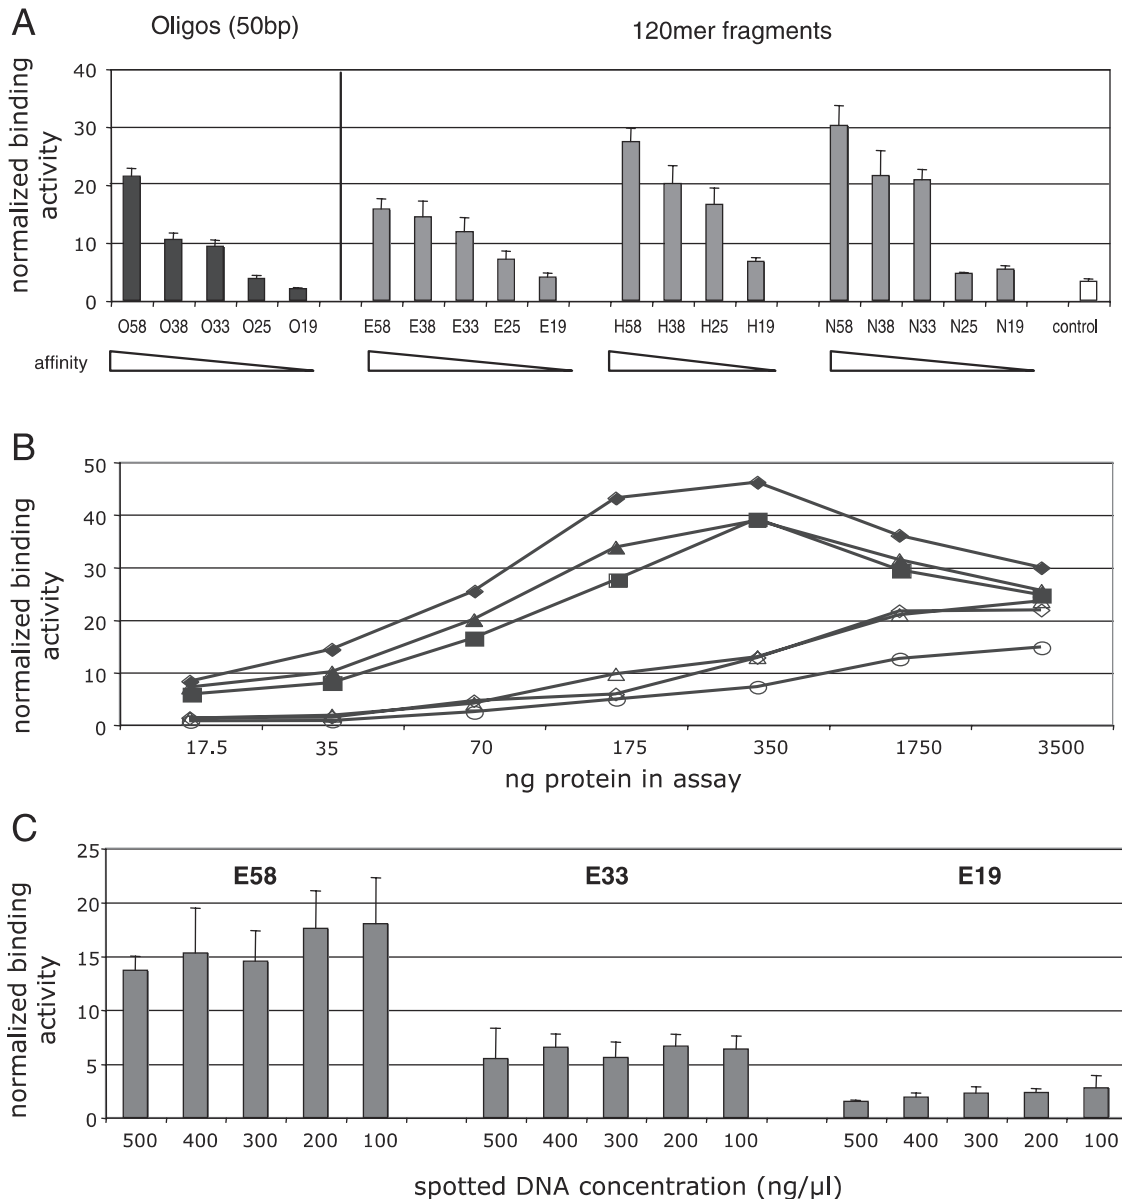 A
Oligos (50bp)
120mer fragments
normalized binding
activity
40
30
20
10
0
O58 O38 O33 O25 O19 E58 E38 E33 E25 E19 H58 H38 H25 H19 N58 N38 N33 N25 N19 control
affinity
B
normalized binding
activity
50
40
30
20
10
0
17.5 35 70 175 350 1750 3500
ng protein in assay
C
normalized binding
activity
25
20
15
10
5
0
E58 E33 E19
500 400 300 200 100 500 400 300 200 100 500 400 300 200 100
spotted DNA concentration (ng/µl)